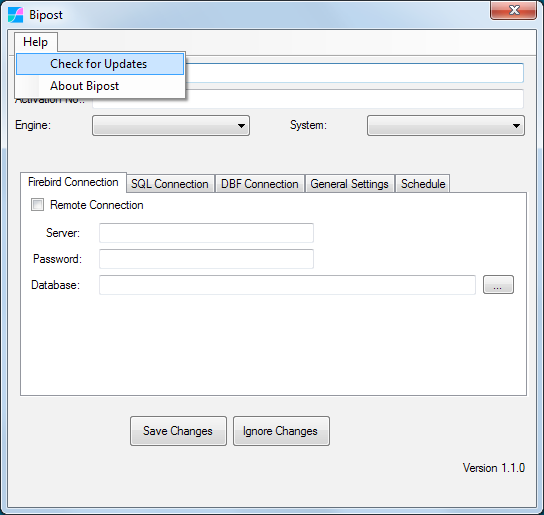 Bipost
Help
Check for Updates
About Bipost
Activation No.:
Engine:
System:
Firebird Connection SQL Connection DBF Connection General Settings Schedule
Remote Connection
Server:
Password:
Database:
...
Save Changes Ignore Changes
Version 1.1.0